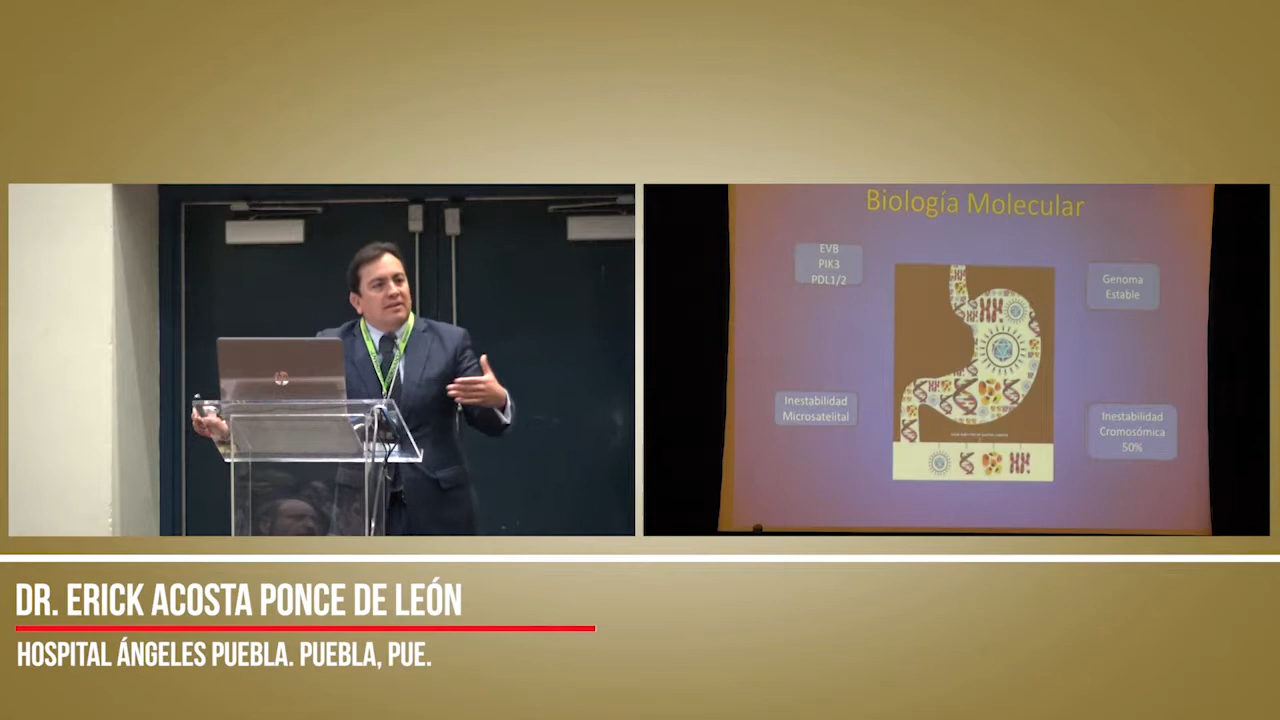 Biología Molecular
EVB
PIK3
PDL1/2
Genoma
Estable
Inestabilidad
Microsatelital
Inestabilidad
Cromosómica
50%
hp
DR. ERICK ACOSTA PONCE DE LEÓN
HOSPITAL ÁNGELES PUEBLA. PUEBLA, PUE.